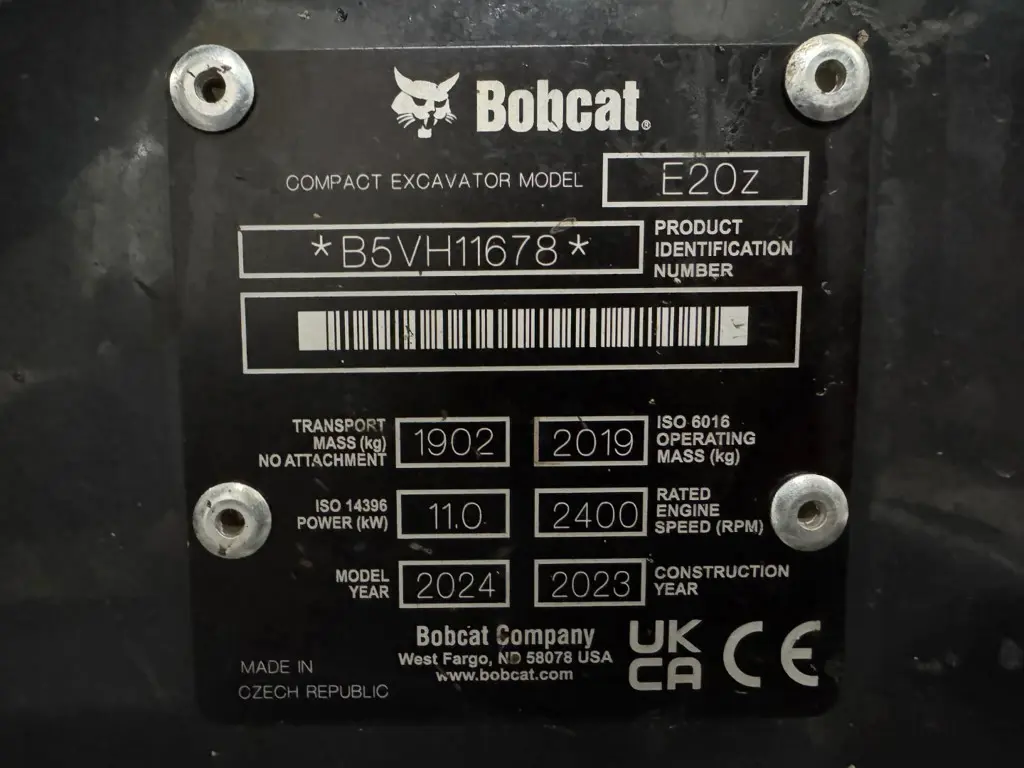 Bobcat®
COMPACT EXCAVATOR MODEL E20z
*B5VH11678*
PRODUCT
IDENTIFICATION
NUMBER
TRANSPORT
MASS (kg)
NO ATTACHMENT
1902
2019
ISO 6016
OPERATING
MASS (kg)
ISO 14396
POWER (kW)
11.0
2400
RATED
ENGINE
SPEED (RPM)
MODEL
YEAR
2024
2023
CONSTRUCTION
YEAR
Bobcat Company
West Fargo, ND 58078 USA
www.bobcat.com
MADE IN
CZECH REPUBLIC
UK
CA
CE